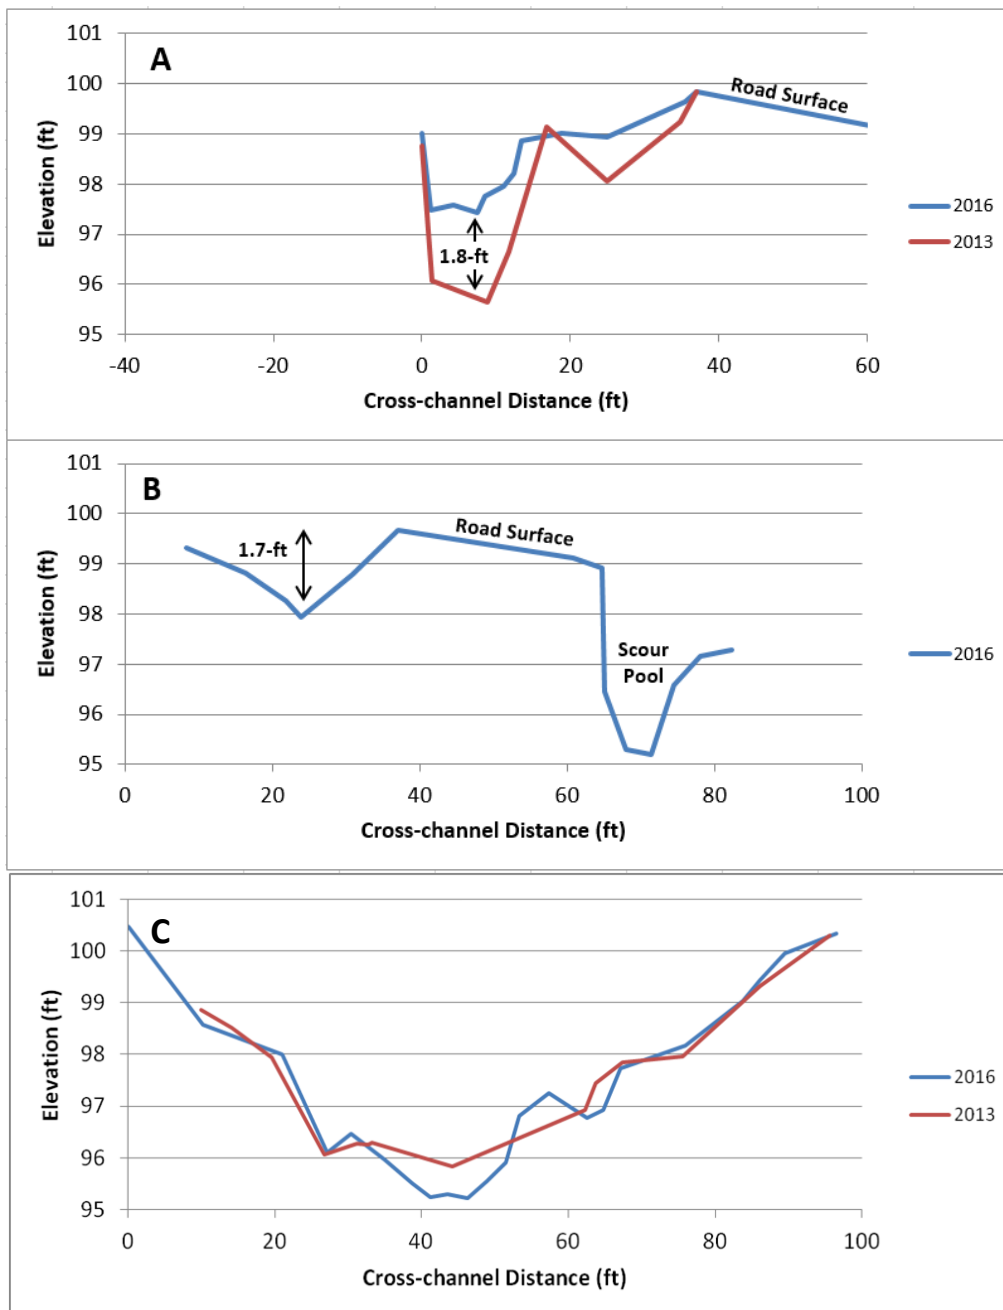 101
A
100
Road Surface
99
98
97
96
95
Elevation (ft)
1.8-ft
2016
2013
-40
-20
0
20
40
60
Cross-channel Distance (ft)
101
B
100
Road Surface
1.7-ft
99
98
97
96
95
Elevation (ft)
Scour
Pool
2016
0
20
40
60
80
100
Cross-channel Distance (ft)
101
C
100
99
98
97
96
95
Elevation (ft)
2016
2013
0
20
40
60
80
100
Cross-channel Distance (ft)